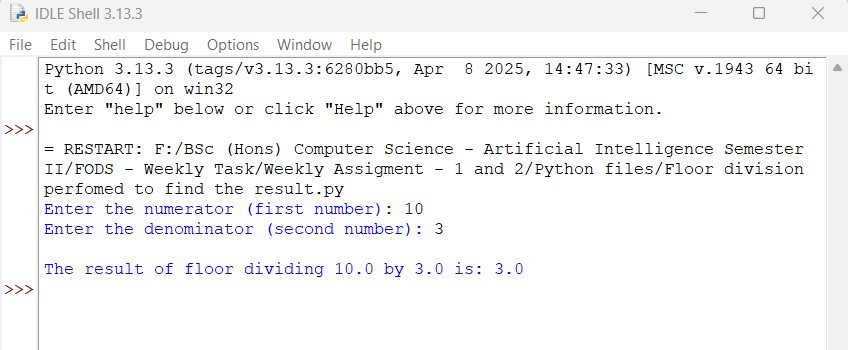 IDLE Shell 3.13.3
File Edit Shell Debug Options Window Help
Python 3.13.3 (tags/v3.13.3:6280bb5, Apr  8 2025, 14:47:33) [MSC v.1943 64 bi
t (AMD64)] on win32
Enter "help" below or click "Help" above for more information.
>>>
= RESTART: F:/BSc (Hons) Computer Science - Artificial Intelligence Semester
II/FODS - Weekly Task/Weekly Assigment - 1 and 2/Python files/Floor division
perfomed to find the result.py
Enter the numerator (first number): 10
Enter the denominator (second number): 3
The result of floor dividing 10.0 by 3.0 is: 3.0
>>>